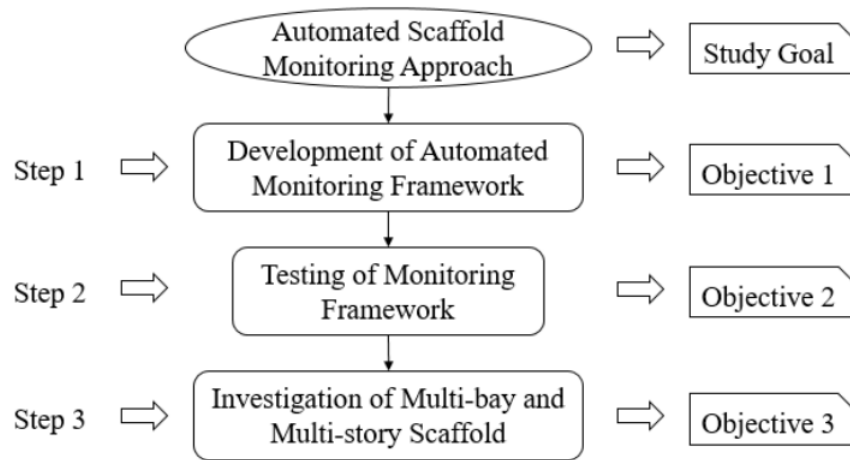 Automated Scaffold
Monitoring Approach
Study Goal
Step 1
Development of Automated
Monitoring Framework
Objective 1
Step 2
Testing of Monitoring
Framework
Objective 2
Step 3
Investigation of Multi-bay and
Multi-story Scaffold
Objective 3